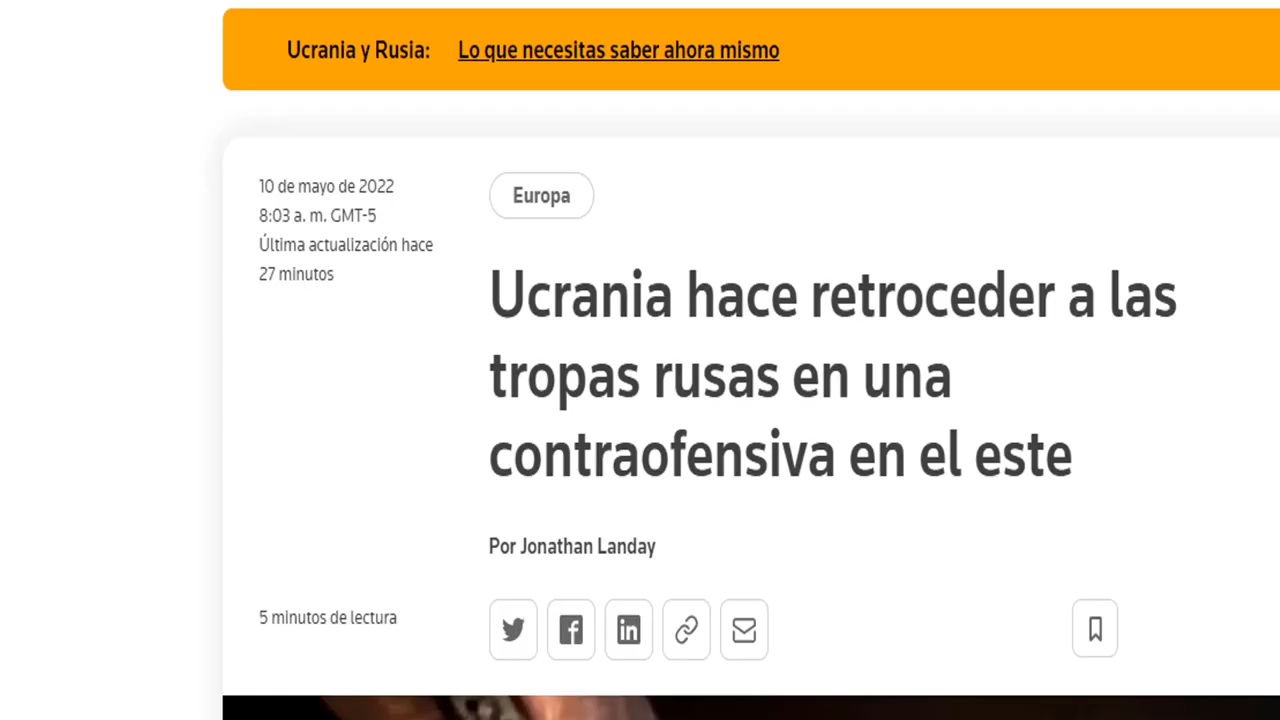 Ucrania y Rusia: Lo que necesitas saber ahora mismo
10 de mayo de 2022
8:03 a. m. GMT-5
Última actualización hace
27 minutos
Europa
Ucrania hace retroceder a las
tropas rusas en una
contraofensiva en el este
Por Jonathan Landay
5 minutos de lectura